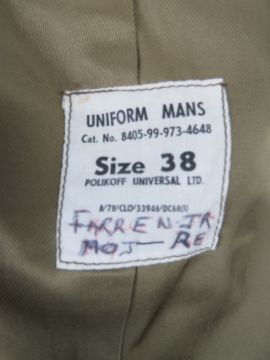 UNIFORM MANS
Cat. No. 8405-99-973-4648
Size 38
POLIKOFF UNIVERSAL LTD.
A/78/CLO/33946/DC6B(1)
FARREN-JR
MOJ-RE